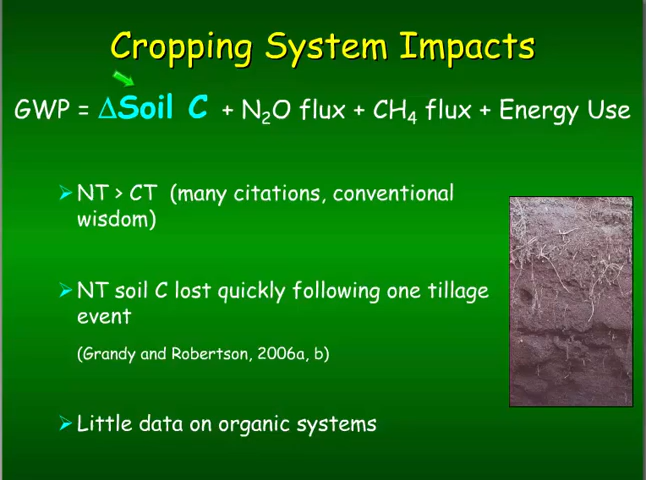 Cropping System Impacts
GWP = ΔSoil C + N₂O flux + CH₄ flux + Energy Use
➢NT > CT (many citations, conventional
wisdom)
➢NT soil C lost quickly following one tillage
event
(Grandy and Robertson, 2006a, b)
➢Little data on organic systems